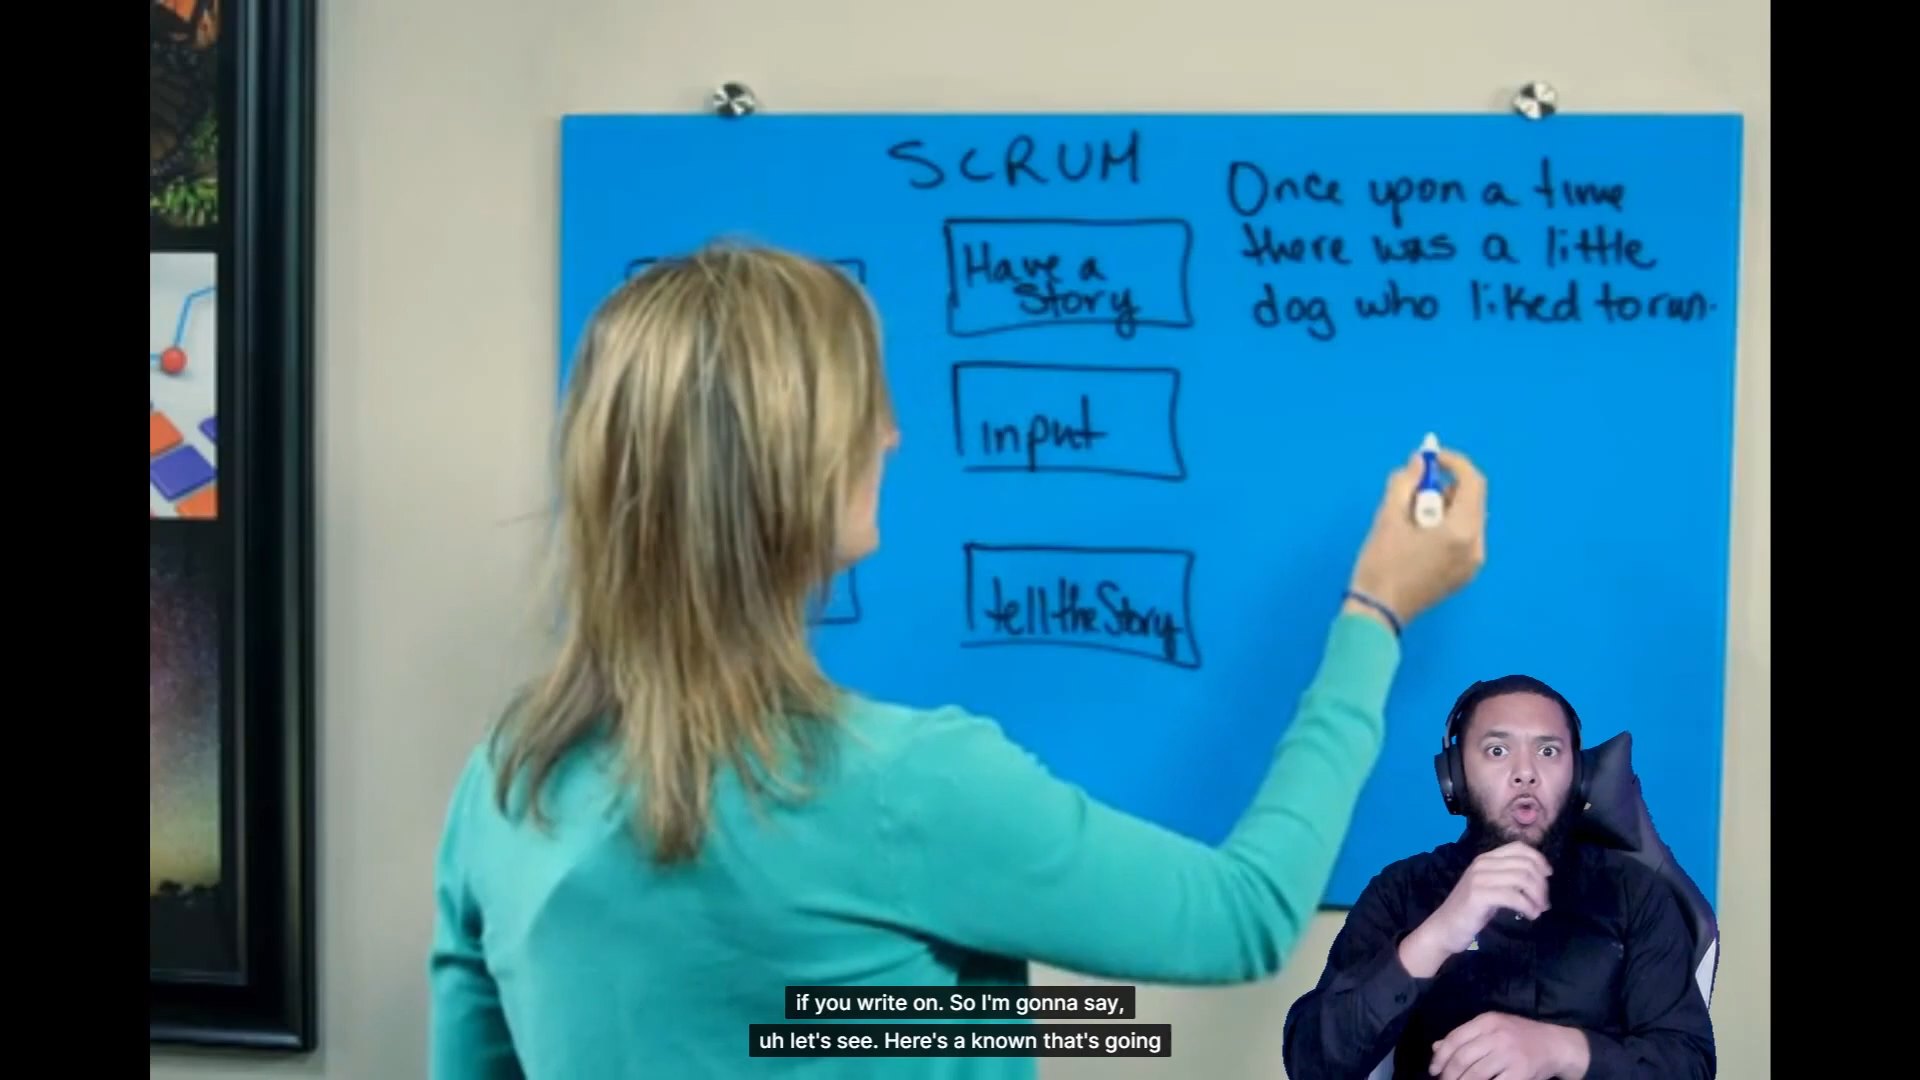 SCRUM
Have a
Story
input
tell the Story
Once upon a time
there was a little
dog who liked to run.
if you write on. So I'm gonna say,
uh let's see. Here's a known that's going